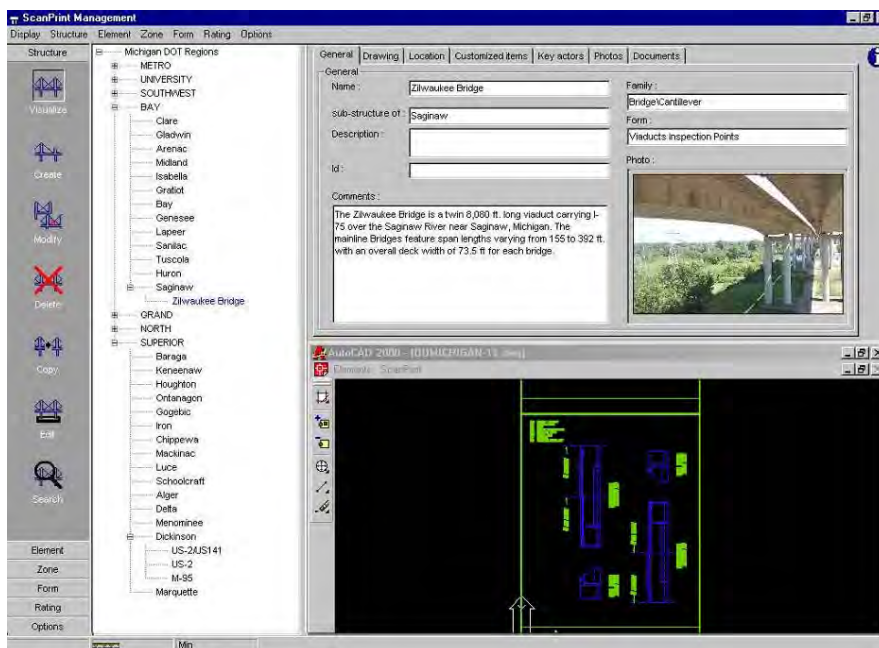 ScanPrint Management
Display Structure Element Zone Form Rating Options
Structure
Visualize
Create
Modify
Delete
Copy
Edit
Search
Element
Zone
Form
Rating
Options
Michigan DOT Regions
METRO
UNIVERSITY
SOUTHWEST
BAY
Clare
Gladwin
Arenac
Midland
Isabella
Gratiot
Bay
Genesee
Lapeer
Sanilac
Tuscola
Huron
Saginaw
Zilwaukee Bridge
GRAND
NORTH
SUPERIOR
Baraga
Keneenaw
Houghton
Ontanagon
Gogebic
Iron
Chippewa
Mackinac
Luce
Schoolcraft
Alger
Delta
Menominee
Dickinson
US-2/US141
US-2
M-95
Marquette
General Drawing Location Customized items Key actors Photos Documents
General
Name :
Zilwaukee Bridge
sub-structure of :
Saginaw
Description :
Id :
Comments :
The Zilwaukee Bridge is a twin 8,080 ft. long viaduct carrying I-
75 over the Saginaw River near Saginaw, Michigan. The
mainline Bridges feature span lengths varying from 155 to 392 ft.
with an overall deck width of 73.5 ft for each bridge.
Family :
Bridge\Cantillever
Form :
Viaducts Inspection Points
Photo :
AutoCAD 2000 -
Elements : ScanPrint
Min